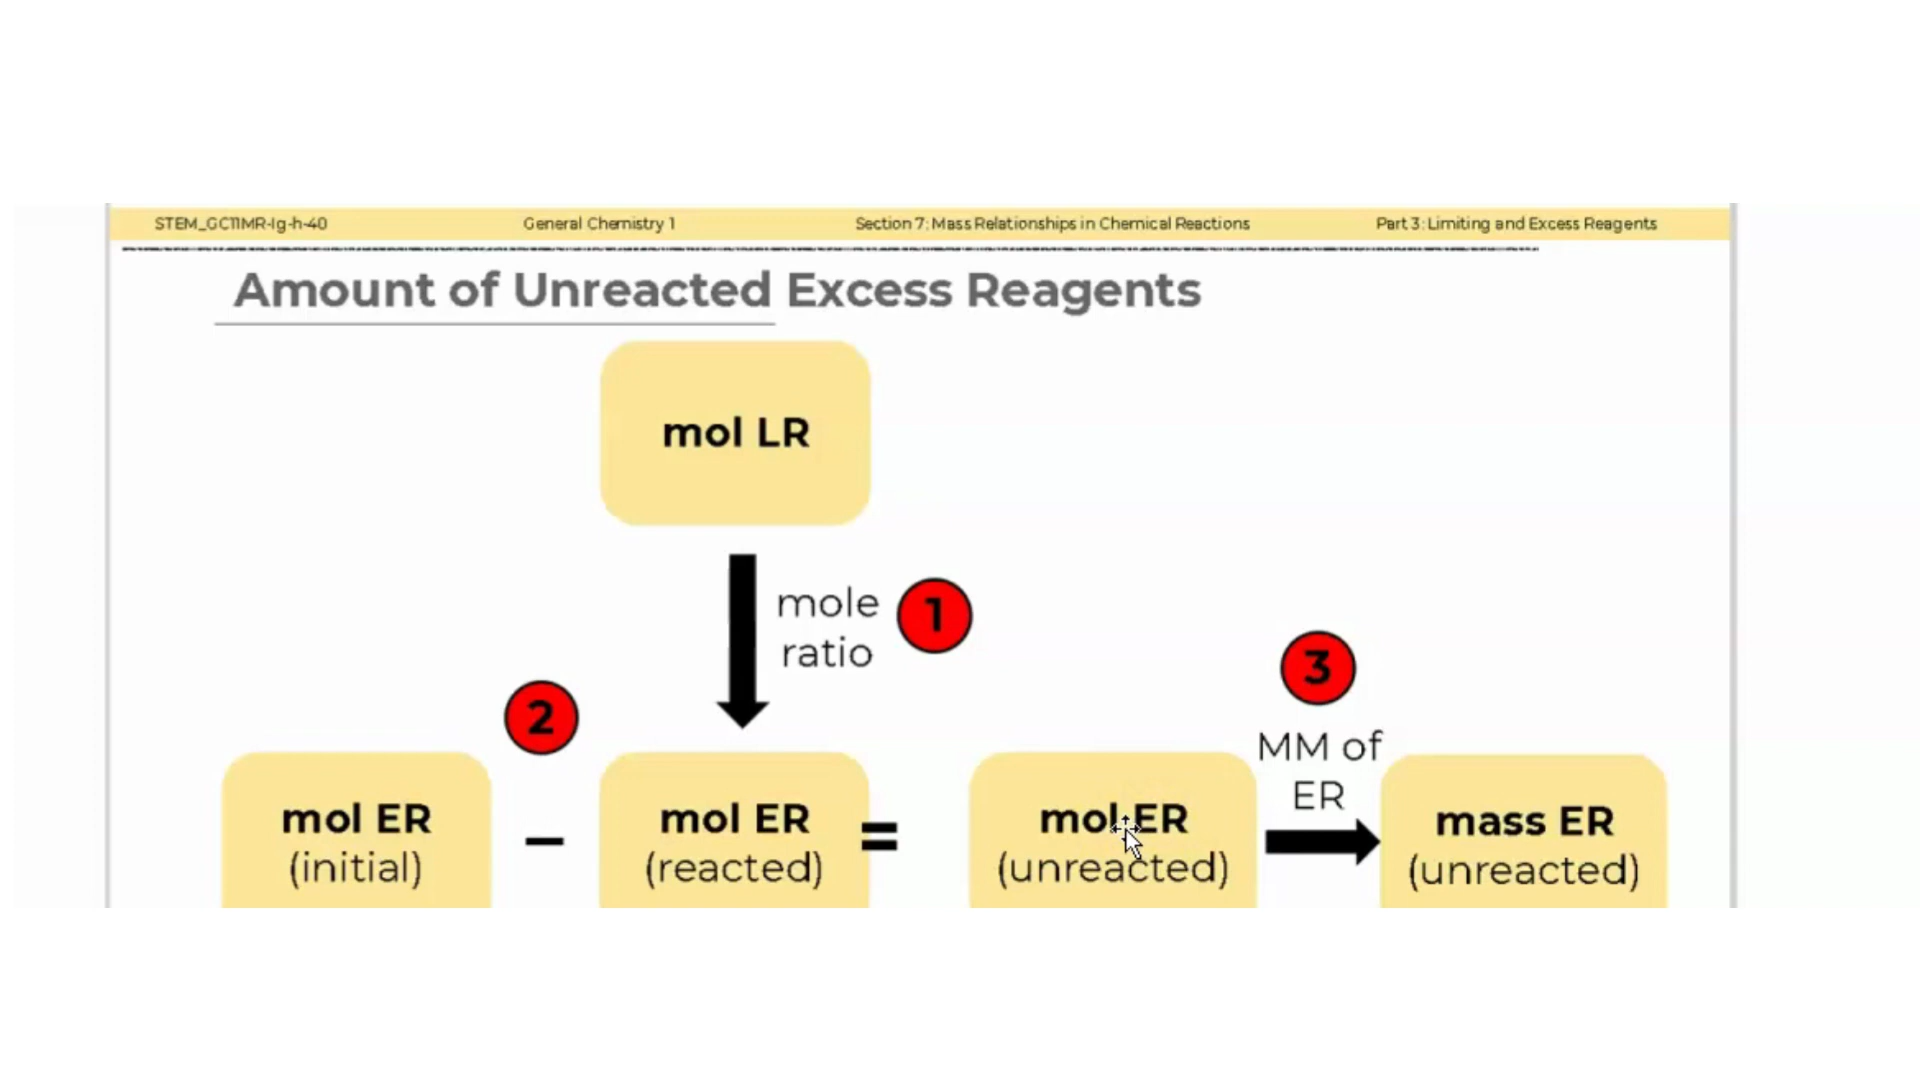 STEM_GC11MR-Ig-h-40 General Chemistry 1 Section 7: Mass Relationships in Chemical Reactions Part 3: Limiting and Excess Reagents
Amount of Unreacted Excess Reagents
mol LR
mole
ratio
1
2
3
MM of
ER
mol ER
(initial)
–
mol ER
(reacted)
=
mol ER
(unreacted)
mass ER
(unreacted)